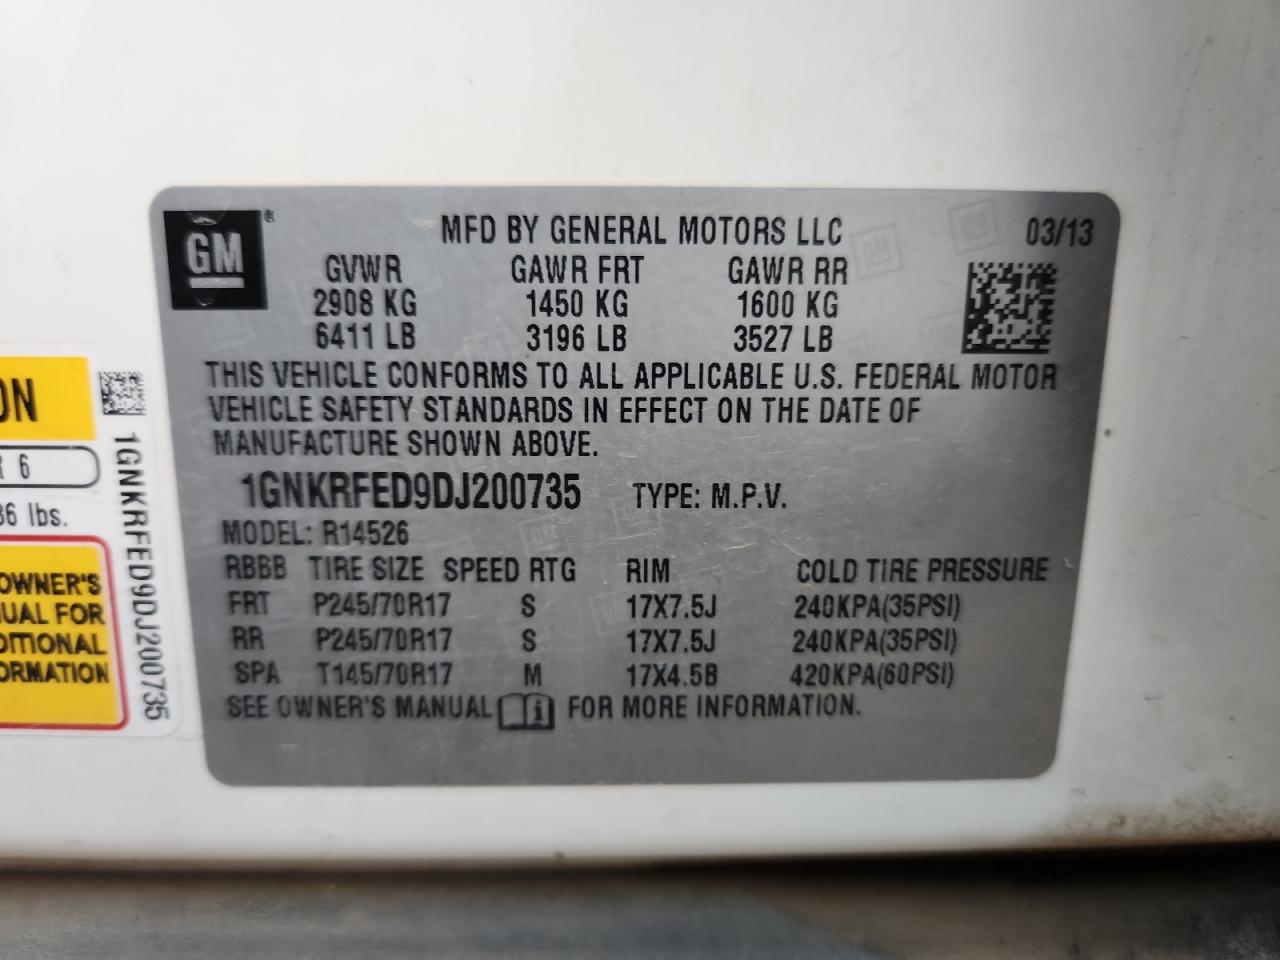 GM ®
MFD BY GENERAL MOTORS LLC 03/13
GVWR GAWR FRT GAWR RR
2908 KG 1450 KG 1600 KG
6411 LB 3196 LB 3527 LB
THIS VEHICLE CONFORMS TO ALL APPLICABLE U.S. FEDERAL MOTOR
VEHICLE SAFETY STANDARDS IN EFFECT ON THE DATE OF
MANUFACTURE SHOWN ABOVE.
1GNKRFED9DJ200735 TYPE: M.P.V.
MODEL: R14526
RBBB TIRE SIZE SPEED RTG RIM COLD TIRE PRESSURE
FRT P245/70R17 S 17X7.5J 240KPA(35PSI)
RR P245/70R17 S 17X7.5J 240KPA(35PSI)
SPA T145/70R17 M 17X4.5B 420KPA(60PSI)
SEE OWNER'S MANUAL i FOR MORE INFORMATION.
ON
R 6
36 lbs.
OWNER'S
UAL FOR
DITIONAL
ORMATION
1GNKRFED9DJ200735